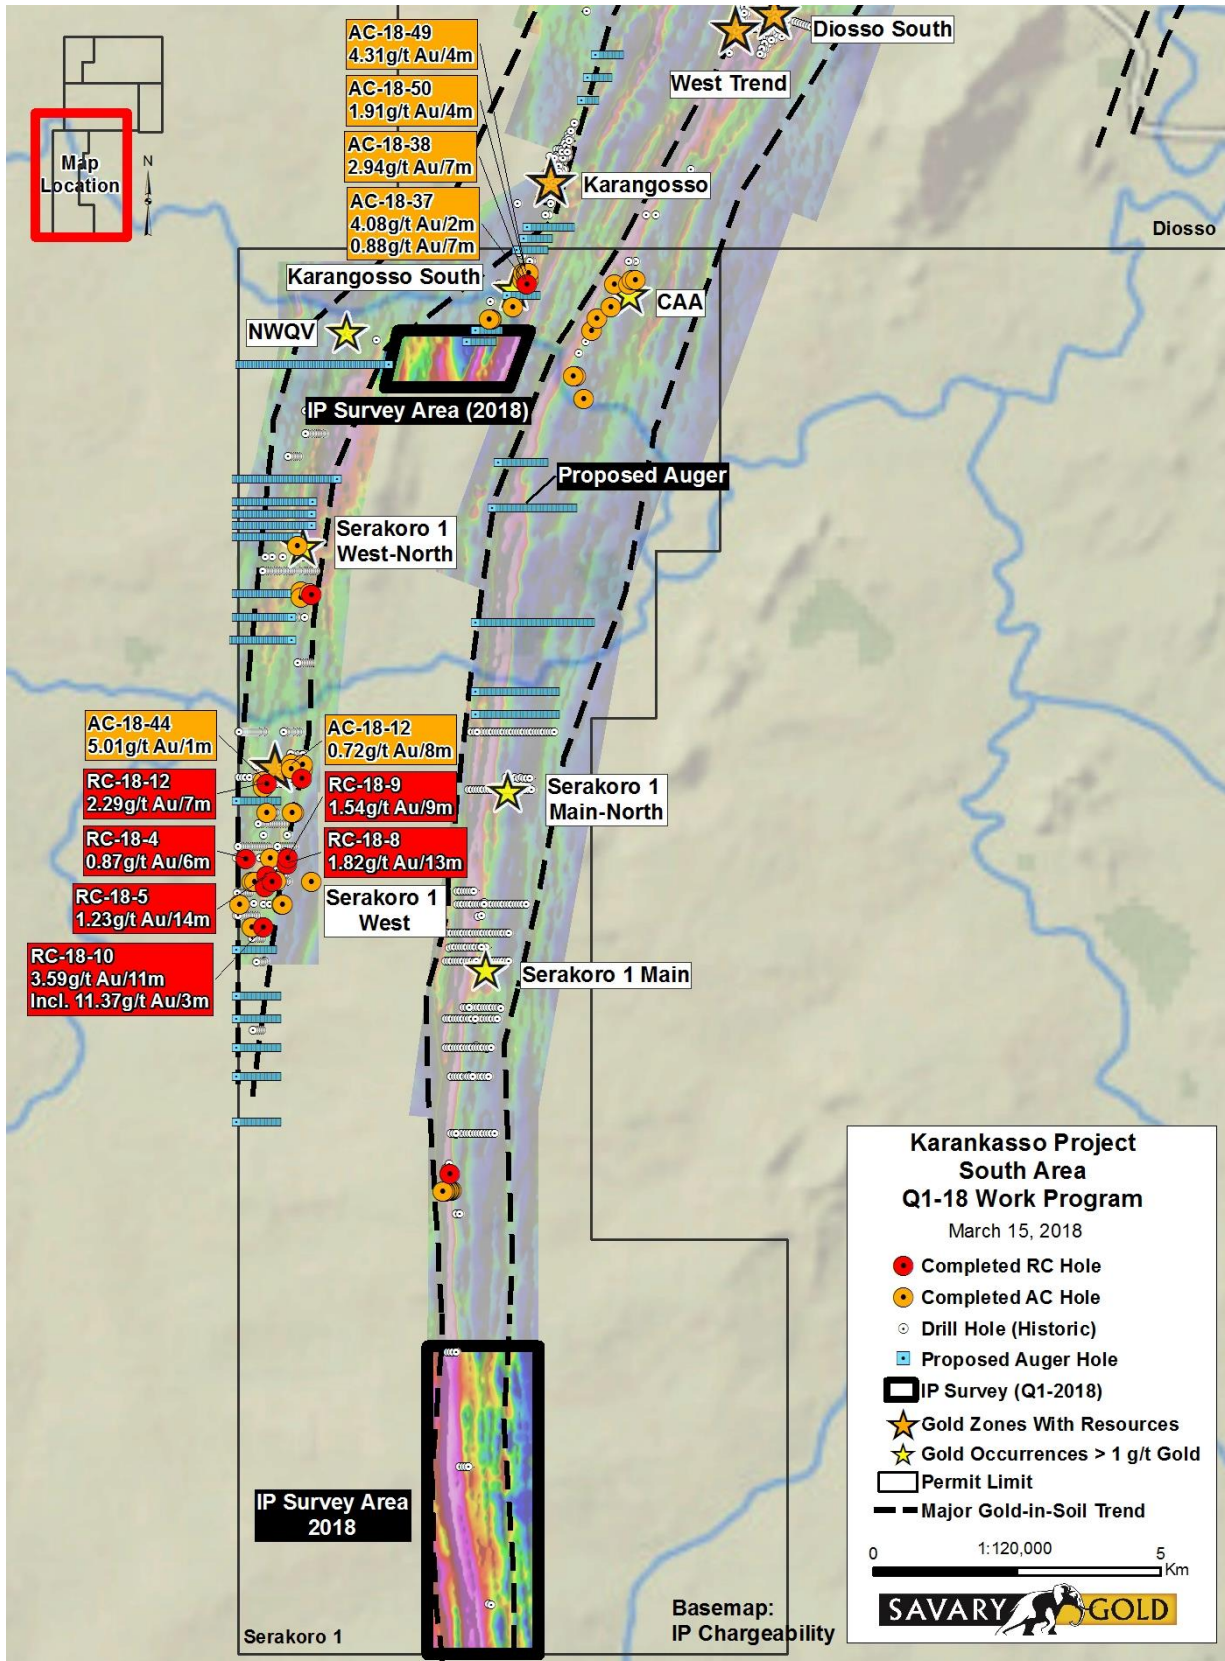 AC-18-49
4.31g/t Au/4m
AC-18-50
1.91g/t Au/4m
AC-18-38
2.94g/t Au/7m
AC-18-37
4.08g/t Au/2m
0.88g/t Au/7m
Diosso South
West Trend
Map
Location
N
Karangosso
Diosso
Karangosso South
CAA
NWQV
IP Survey Area (2018)
Proposed Auger
Serakoro 1
West-North
AC-18-44
5.01g/t Au/1m
AC-18-12
0.72g/t Au/8m
RC-18-12
2.29g/t Au/7m
RC-18-9
1.54g/t Au/9m
Serakoro 1
Main-North
RC-18-4
0.87g/t Au/6m
RC-18-8
1.82g/t Au/13m
RC-18-5
1.23g/t Au/14m
Serakoro 1
West
RC-18-10
3.59g/t Au/11m
Incl. 11.37g/t Au/3m
Serakoro 1 Main
Karankasso Project
South Area
Q1-18 Work Program
March 15, 2018
Completed RC Hole
Completed AC Hole
Drill Hole (Historic)
Proposed Auger Hole
IP Survey (Q1-2018)
Gold Zones With Resources
Gold Occurrences > 1 g/t Gold
Permit Limit
Major Gold-in-Soil Trend
1:120,000
0 5
Km
SAVARY GOLD
IP Survey Area
2018
Basemap:
IP Chargeability
Serakoro 1